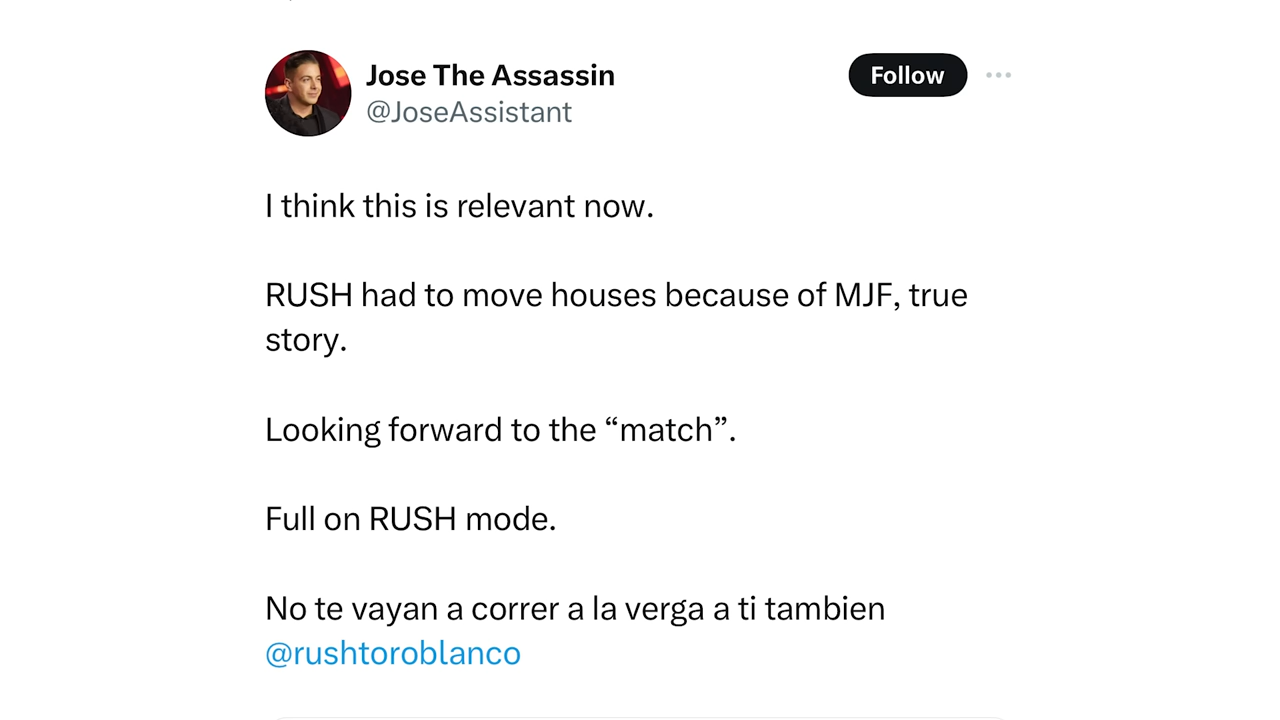 Jose The Assassin
@JoseAssistant
Follow
I think this is relevant now.
RUSH had to move houses because of MJF, true
story.
Looking forward to the “match”.
Full on RUSH mode.
No te vayan a correr a la verga a ti tambien
@rushtoroblanco